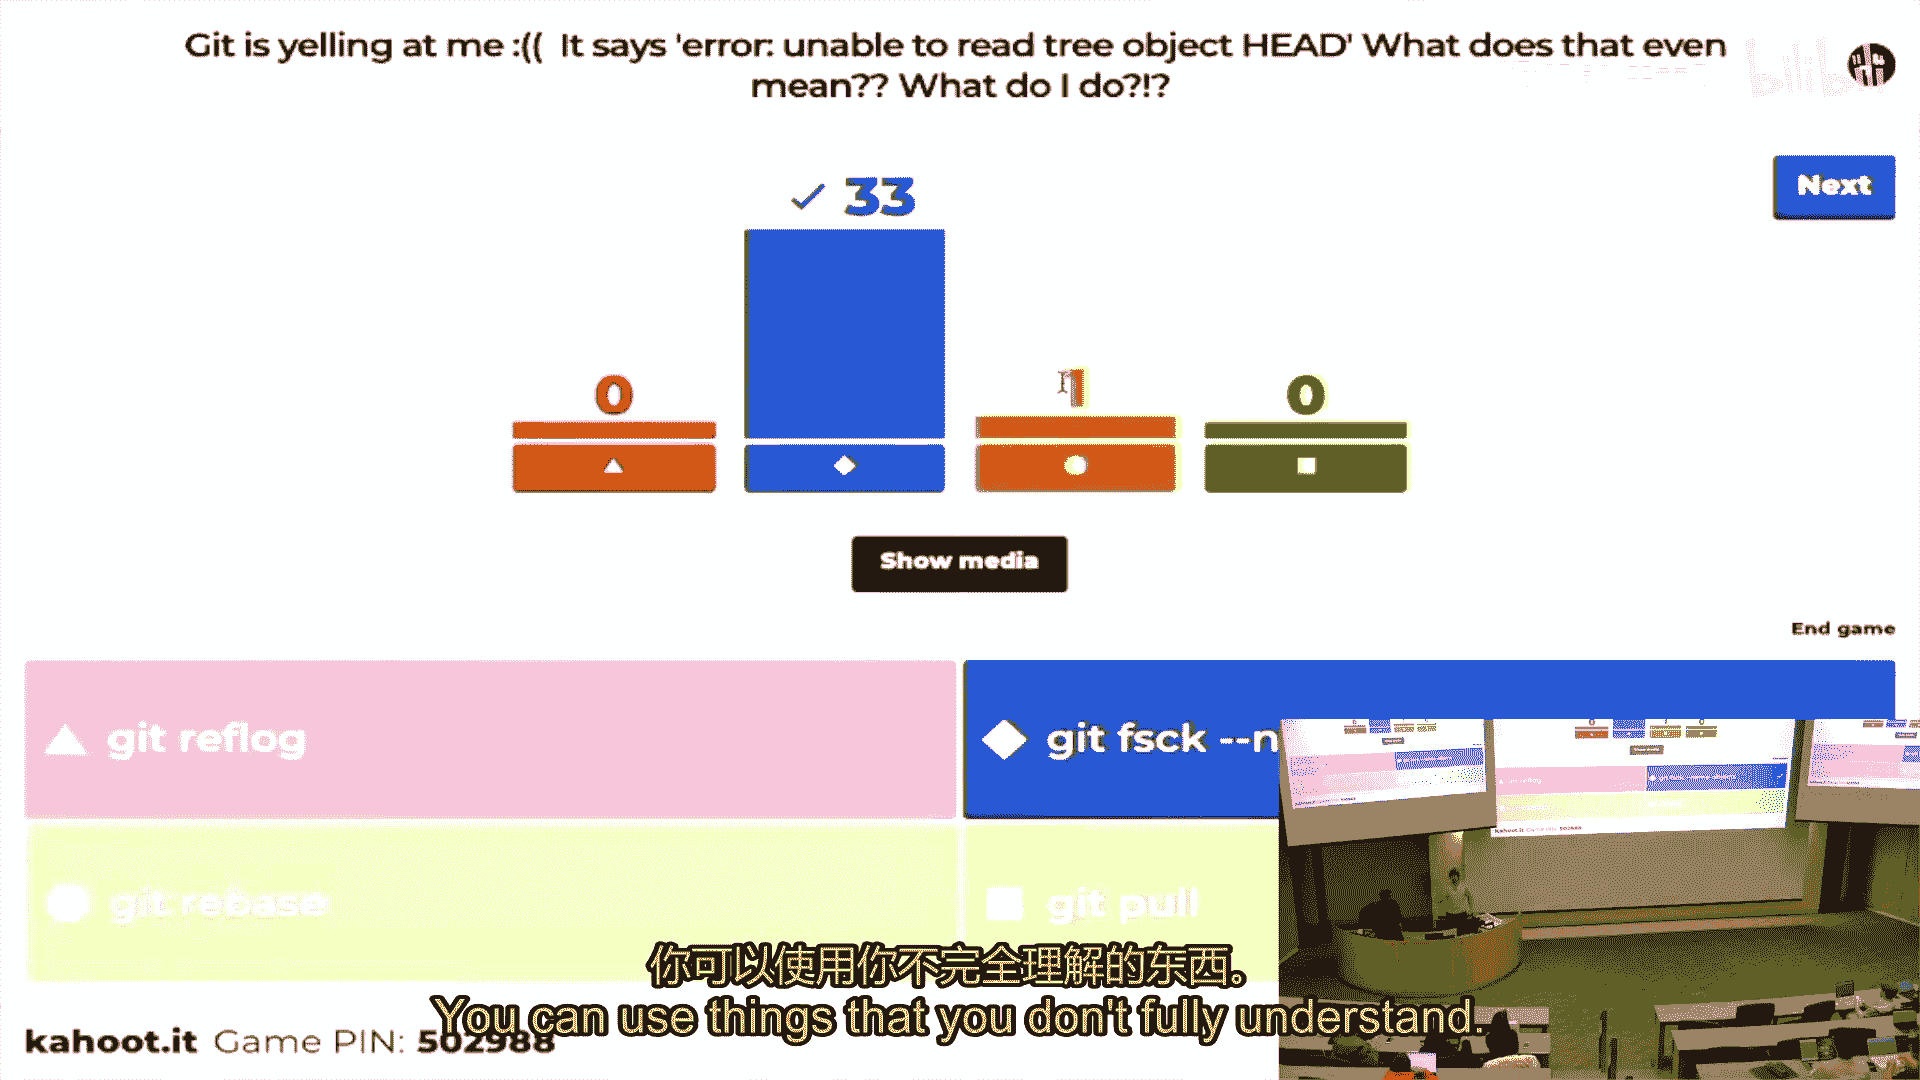 Git is yelling at me :(( It says 'error: unable to read tree object HEAD' What does that even
mean?? What do I do?!?
Next
33
0
1
0
Show media
End game
git reflog
git fsck --n
git rebase
git pull
你可以使用你不完全理解的东西。
You can use things that you don't fully understand.
kahoot.it Game PIN: 502988